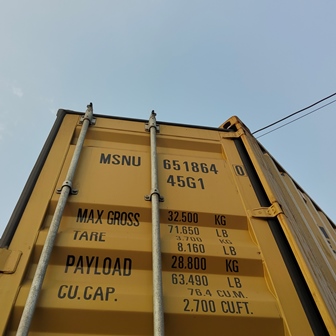 MSNU 651864 0
45G1
MAX GROSS 32.500 KG
71.650 LB
TARE 3.700 KG
8.160 LB
PAYLOAD 28.800 KG
63.490 LB
CU.CAP. 76.4 CU.M.
2.700 CU.FT.